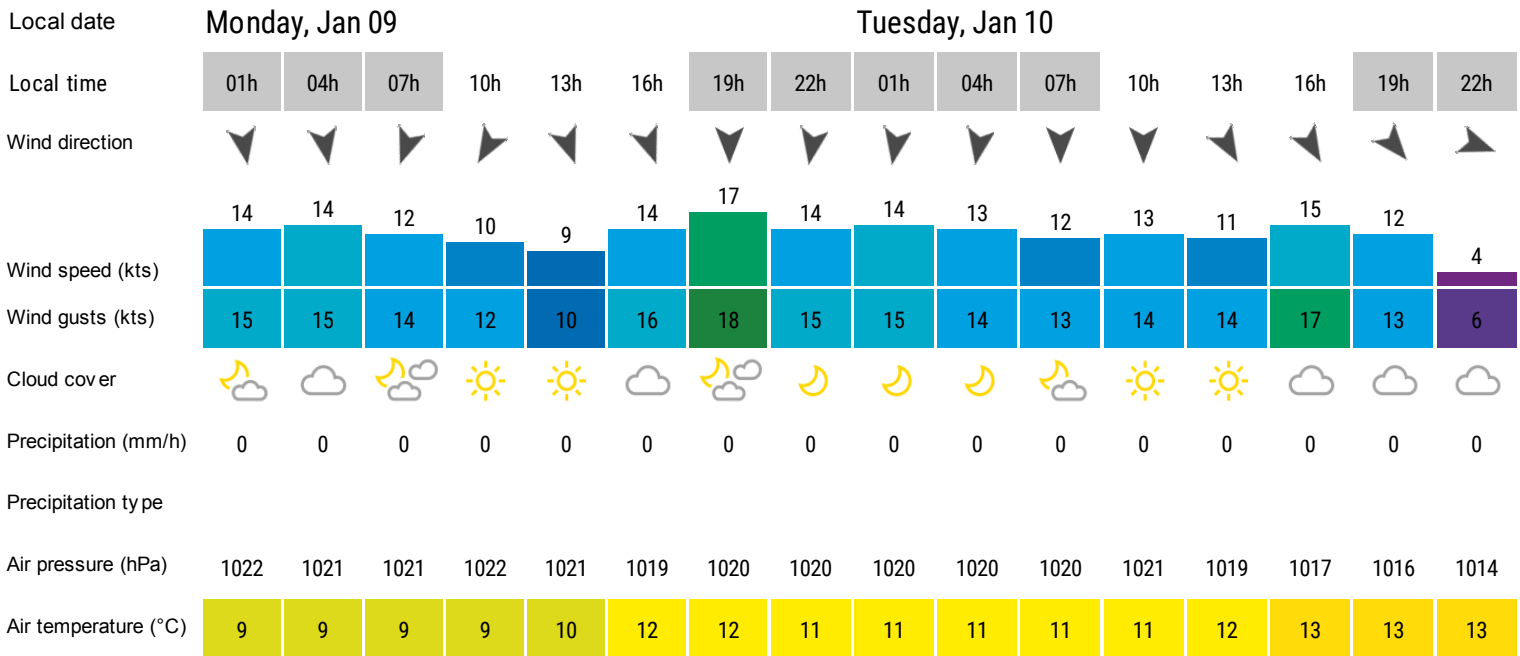 Local date Monday, Jan 09 Tuesday, Jan 10
Local time 01h 04h 07h 10h 13h 16h 19h 22h 01h 04h 07h 10h 13h 16h 19h 22h
Wind direction
Wind speed (kts) 14 14 12 10 9 14 17 14 14 13 12 13 11 15 12 4
Wind gusts (kts) 15 15 14 12 10 16 18 15 15 14 13 14 14 17 13 6
Cloud cover
Precipitation (mm/h) 0 0 0 0 0 0 0 0 0 0 0 0 0 0 0 0
Precipitation type
Air pressure (hPa) 1022 1021 1021 1022 1021 1019 1020 1020 1020 1020 1020 1021 1019 1017 1016 1014
Air temperature (°C) 9 9 9 9 10 12 12 11 11 11 11 11 12 13 13 13